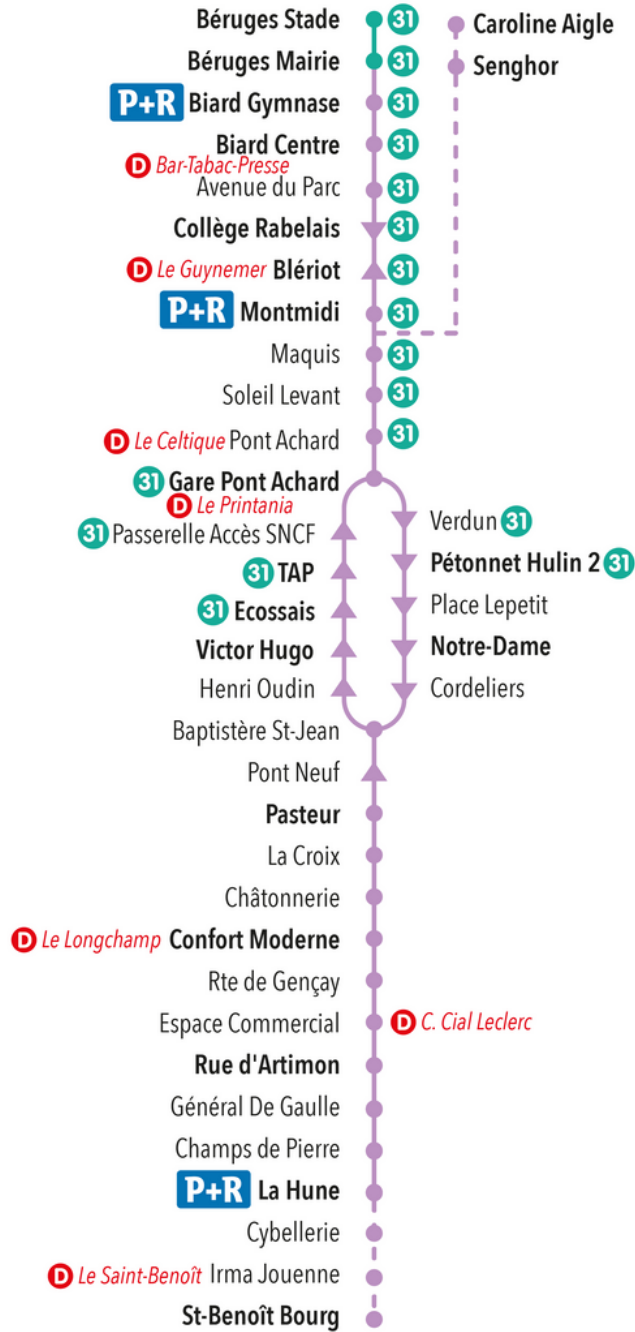 Béruges Stade 31 Caroline Aigle
Béruges Mairie 31 Senghor
P+R Biard Gymnase 31
Biard Centre 31
D Bar-Tabac-Presse
Avenue du Parc 31
Collège Rabelais 31
D Le Guynemer Blériot 31
P+R Montmidi 31
Maquis 31
Soleil Levant 31
D Le Celtique Pont Achard 31
31 Gare Pont Achard
D Le Printania
31 Passerelle Accès SNCF Verdun 31
31 TAP Pétonnet Hulin 2 31
31 Ecossais Place Lepetit
Victor Hugo Notre-Dame
Henri Oudin Cordeliers
Baptistère St-Jean
Pont Neuf
Pasteur
La Croix
Châtonnerie
D Le Longchamp Confort Moderne
Rte de Gençay
Espace Commercial D C. Cial Leclerc
Rue d'Artimon
Général De Gaulle
Champs de Pierre
P+R La Hune
Cybellerie
D Le Saint-Benoît Irma Jouenne
St-Benoît Bourg